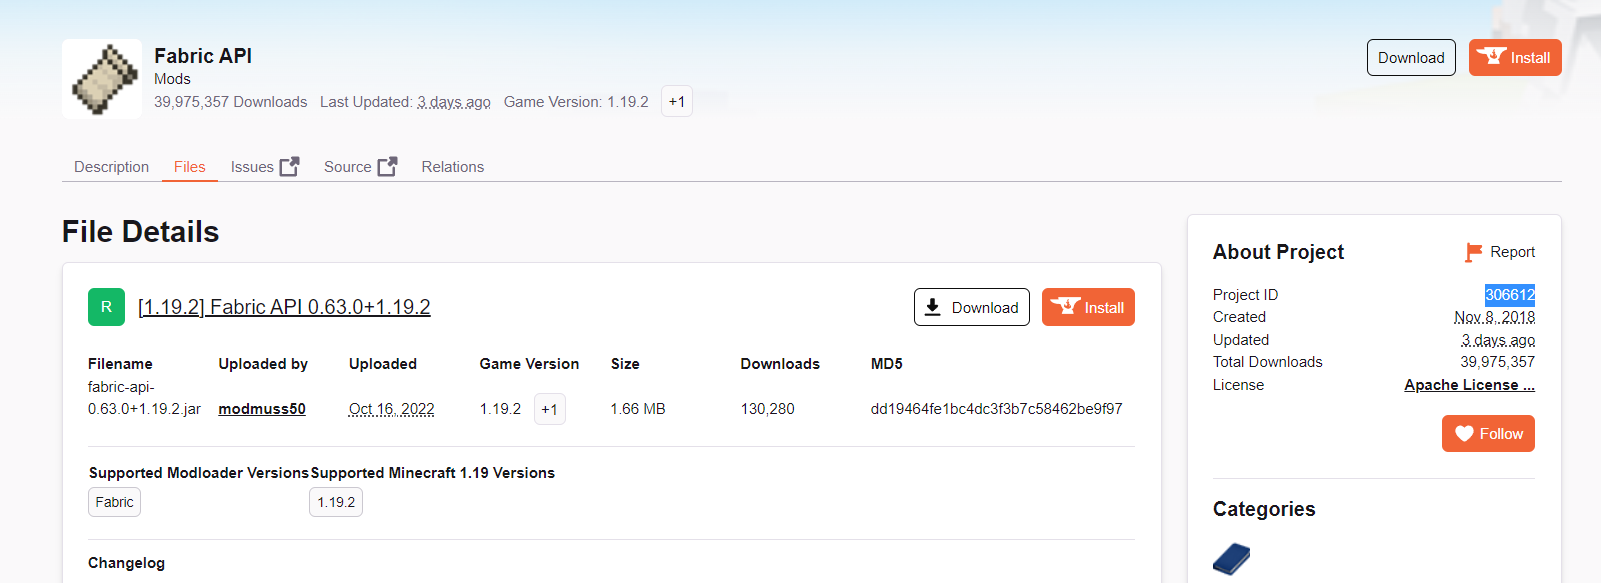 Fabric API
Mods
39,975,357 Downloads Last Updated: 3 days ago Game Version: 1.19.2 +1
Download Install
Description Files Issues Source Relations
File Details
R [1.19.2] Fabric API 0.63.0+1.19.2 Download Install
Filename Uploaded by Uploaded Game Version Size Downloads MD5
fabric-api-
0.63.0+1.19.2.jar modmuss50 Oct 16, 2022 1.19.2 +1 1.66 MB 130,280 dd19464fe1bc4dc3f3b7c58462be9f97
Supported Modloader Versions Supported Minecraft 1.19 Versions
Fabric 1.19.2
Changelog
About Project Report
Project ID 306612
Created Nov 8, 2018
Updated 3 days ago
Total Downloads 39,975,357
License Apache License ...
Follow
Categories